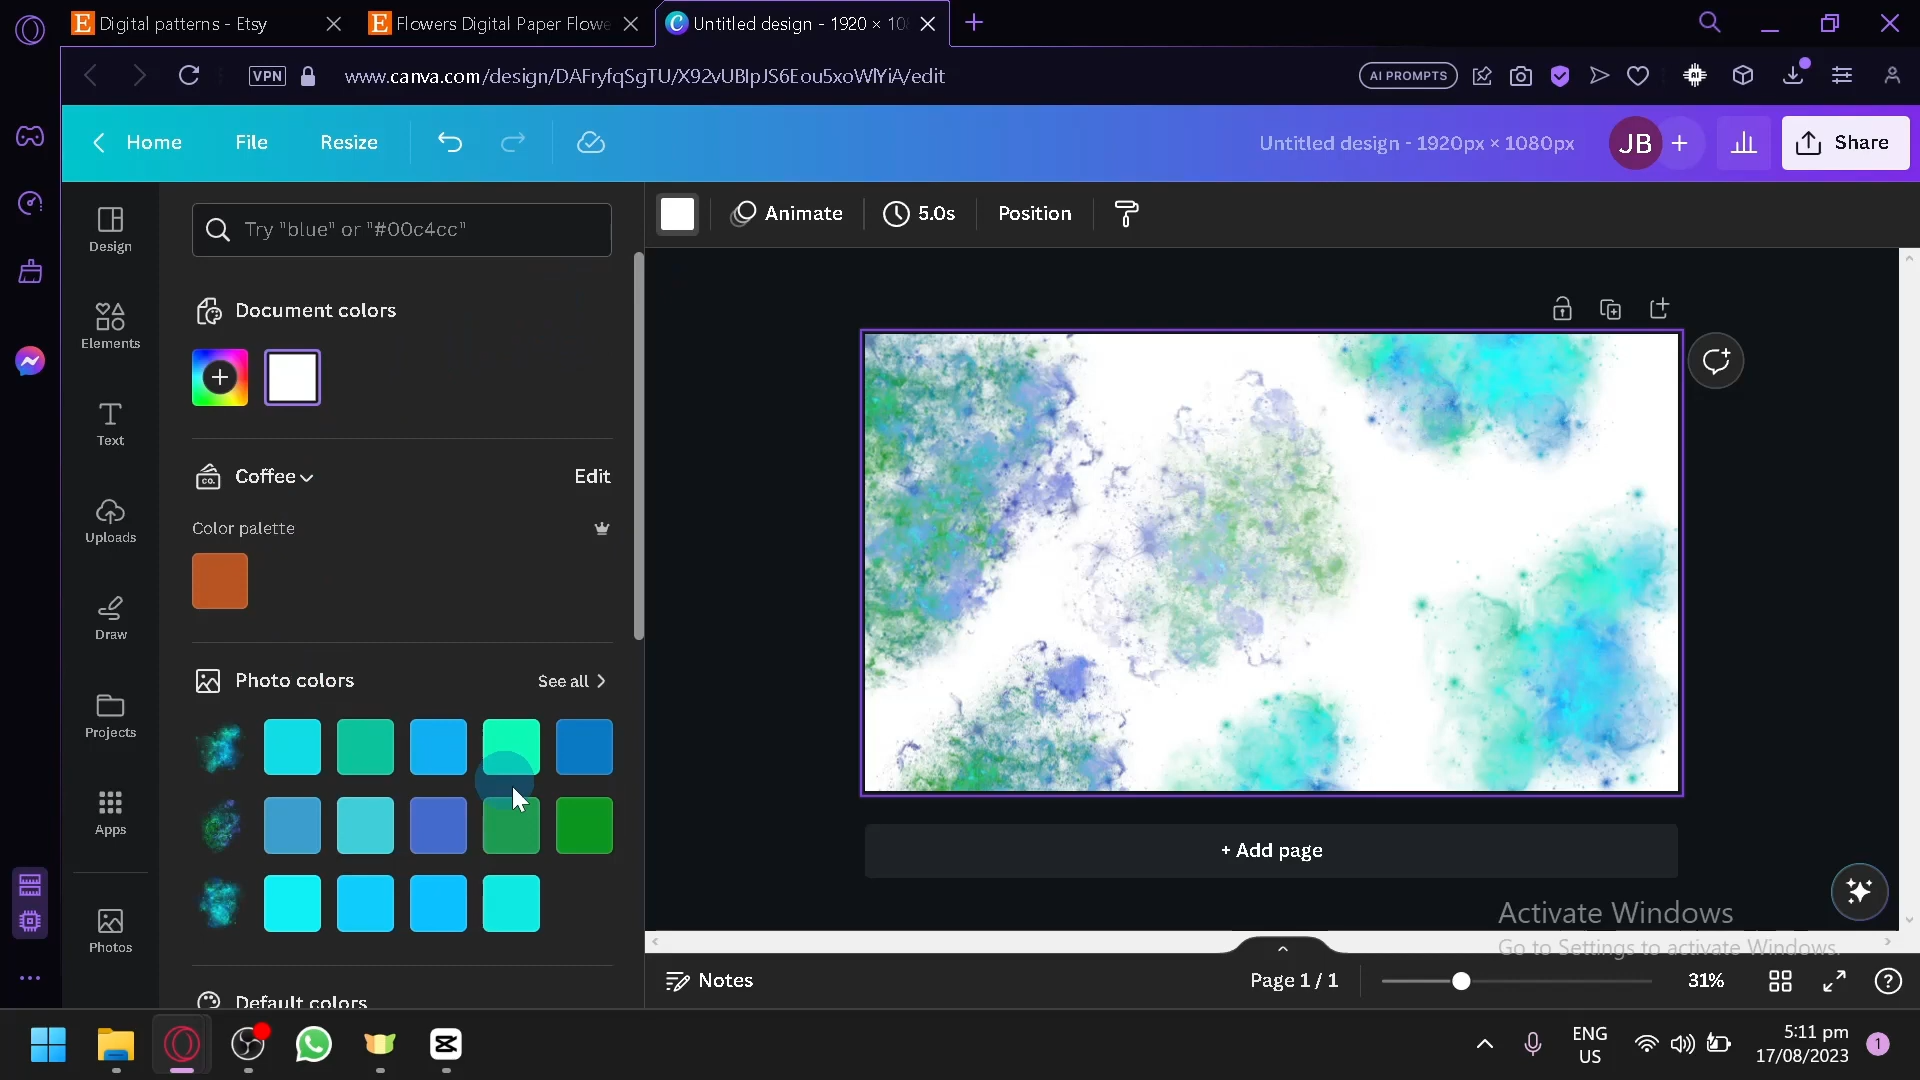 Digital patterns - Etsy
Flowers Digital Paper Flowe
Untitled design - 1920 × 10
VPN
www.canva.com/design/DAFryfqSgTU/X92vUBIpJS6Eou5xoWlYiA/edit
AI PROMPTS
Home
File
Resize
Untitled design - 1920px × 1080px
JB
Share
Design
Elements
Text
Uploads
Draw
Projects
Apps
Photos
Try "blue" or "#00c4cc"
Document colors
Coffee
Edit
Color palette
Photo colors
See all
Default colors
Animate
5.0s
Position
+ Add page
Activate Windows
Go to Settings to activate Windows.
Notes
Page 1 / 1
31%
ENG
US
5:11 pm
17/08/2023
1